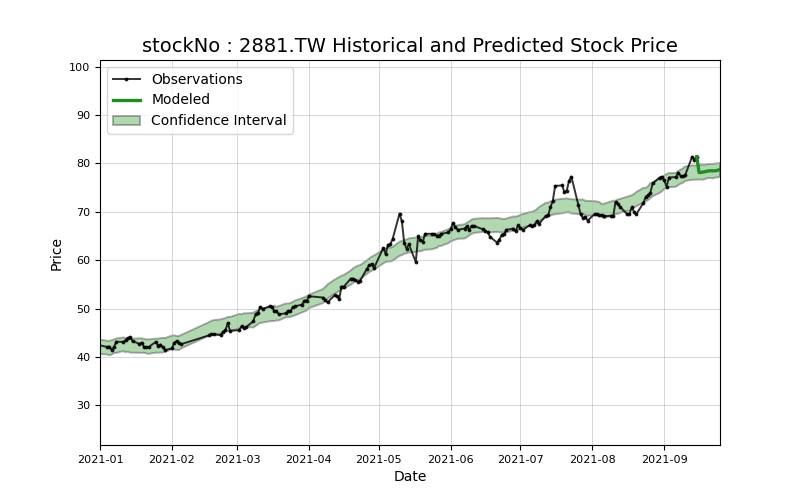 stockNo : 2881.TW Historical and Predicted Stock Price
Observations
Modeled
Confidence Interval
100
90
80
70
60
50
40
30
Price
2021-01 2021-02 2021-03 2021-04 2021-05 2021-06 2021-07 2021-08 2021-09
Date